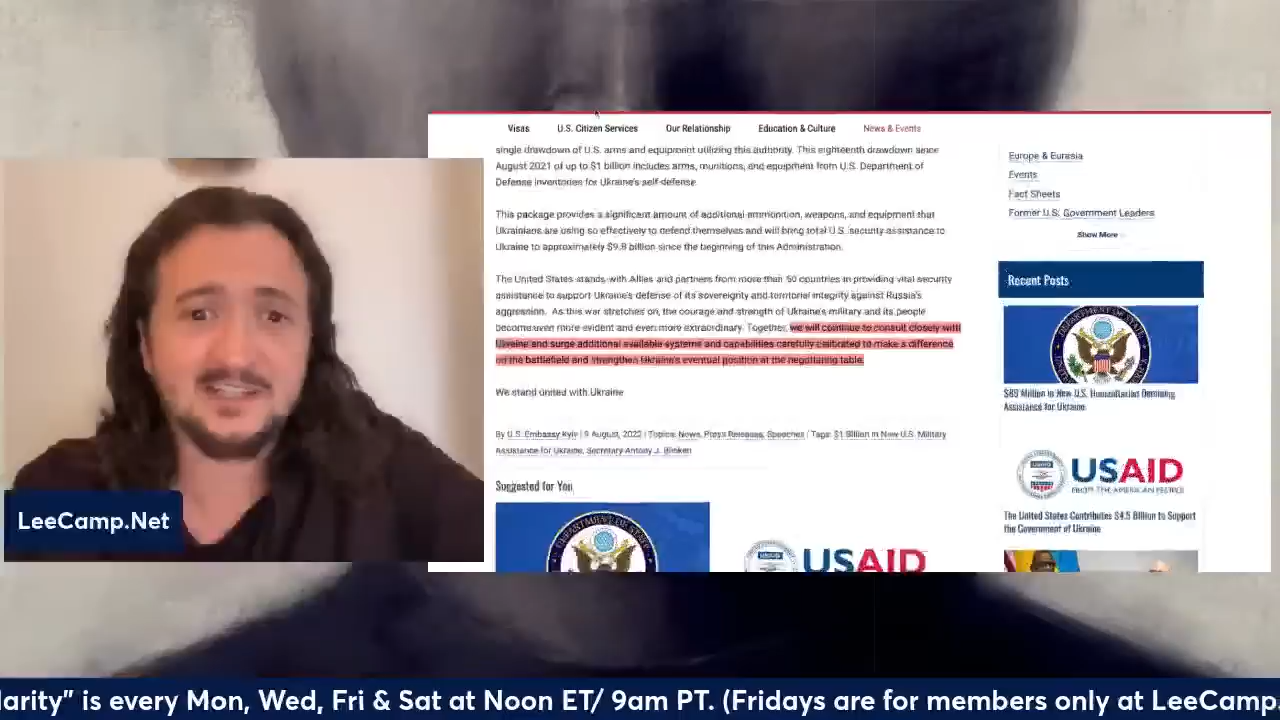 Visas U.S. Citizen Services Our Relationship Education & Culture News & Events
single drawdown of U.S. arms and equipment utilizing this authority. This eighteenth drawdown since
August 2021 of up to $1 billion includes arms, munitions, and equipment from U.S. Department of
Defense inventories for Ukraine's self-defense.
This package provides a significant amount of additional ammunition, weapons, and equipment that
Ukrainians are using so effectively to defend themselves and will bring total U.S. security assistance to
Ukraine to approximately $9.8 billion since the beginning of this Administration.
The United States stands with Allies and partners from more than 50 countries in providing vital security
assistance to support Ukraine's defense of its sovereignty and territorial integrity against Russia's
aggression. As this war stretches on, the courage and strength of Ukraine's military and its people
become even more evident and even more extraordinary. Together, we will continue to consult closely with
Ukraine and surge additional available systems and capabilities carefully calibrated to make a difference
on the battlefield and strengthen Ukraine's eventual position at the negotiating table.
We stand united with Ukraine
By U.S. Embassy Kyiv | 9 August, 2022 | Topics: News, Press Releases, Speeches | Tags: $1 Billion in New U.S. Military
Assistance for Ukraine, Secretary Antony J. Blinken
Suggested for You
USAID
Europe & Eurasia
Events
Fact Sheets
Former U.S. Government Leaders
Show More
Recent Posts
DEPARTMENT OF STATE
$89 Million in New U.S. Humanitarian Demining
Assistance for Ukraine
USAID
FROM THE AMERICAN PEOPLE
The United States Contributes $4.5 Billion to Support
the Government of Ukraine
LeeCamp.Net
larity" is every Mon, Wed, Fri & Sat at Noon ET/ 9am PT. (Fridays are for members only at LeeCamp.